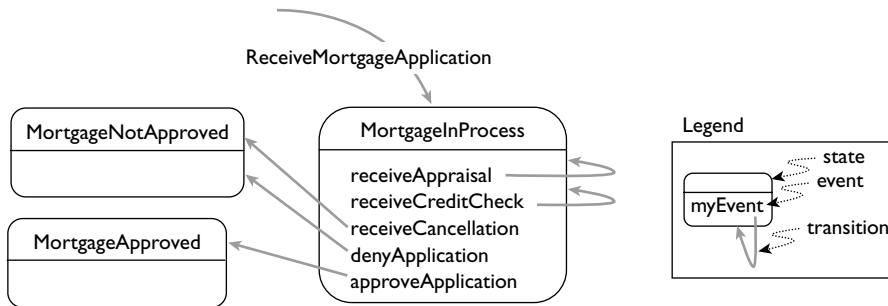 ReceiveMortgageApplication
MortgageNotApproved
MortgageInProcess
receiveAppraisal
receiveCreditCheck
receiveCancellation
denyApplication
approveApplication
MortgageApproved
Legend
state
event
myEvent
transition